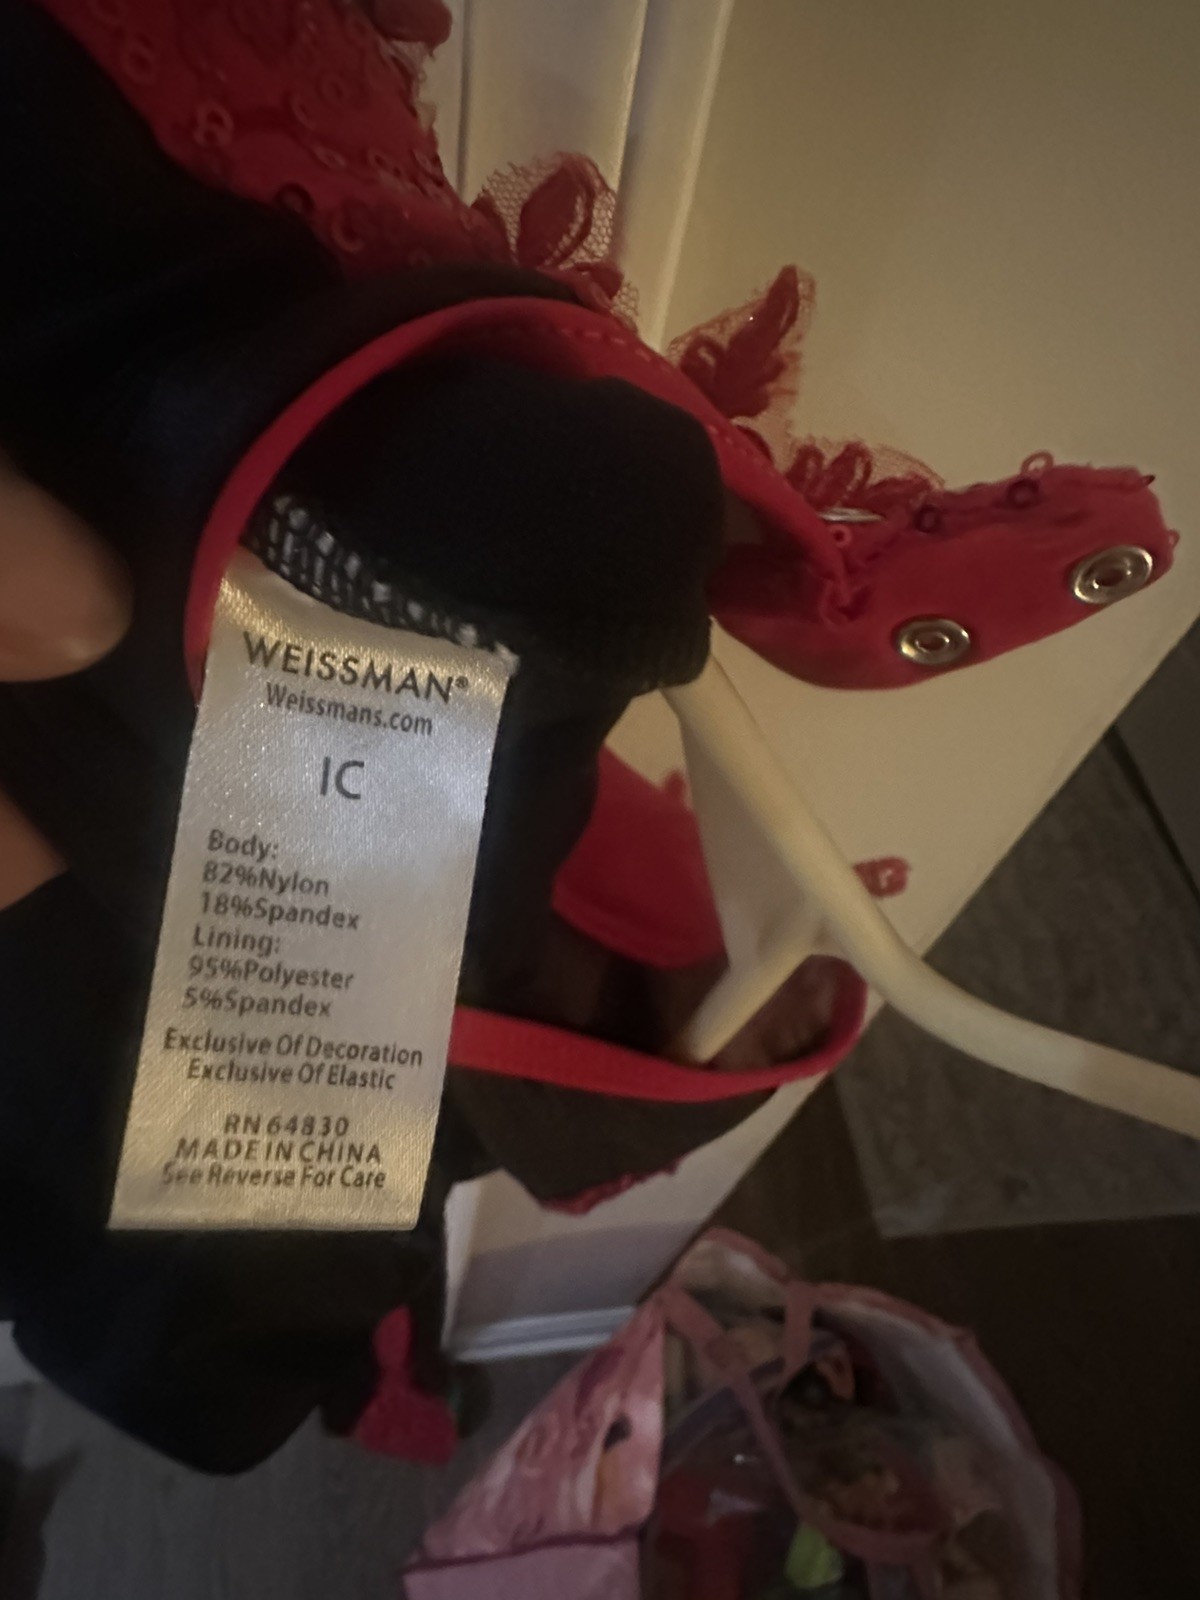 WEISSMAN®
Weissmans.com
IC
Body:
82%Nylon
18%Spandex
Lining:
95%Polyester
5%Spandex
Exclusive Of Decoration
Exclusive Of Elastic
RN 64830
MADE IN CHINA
See Reverse For Care